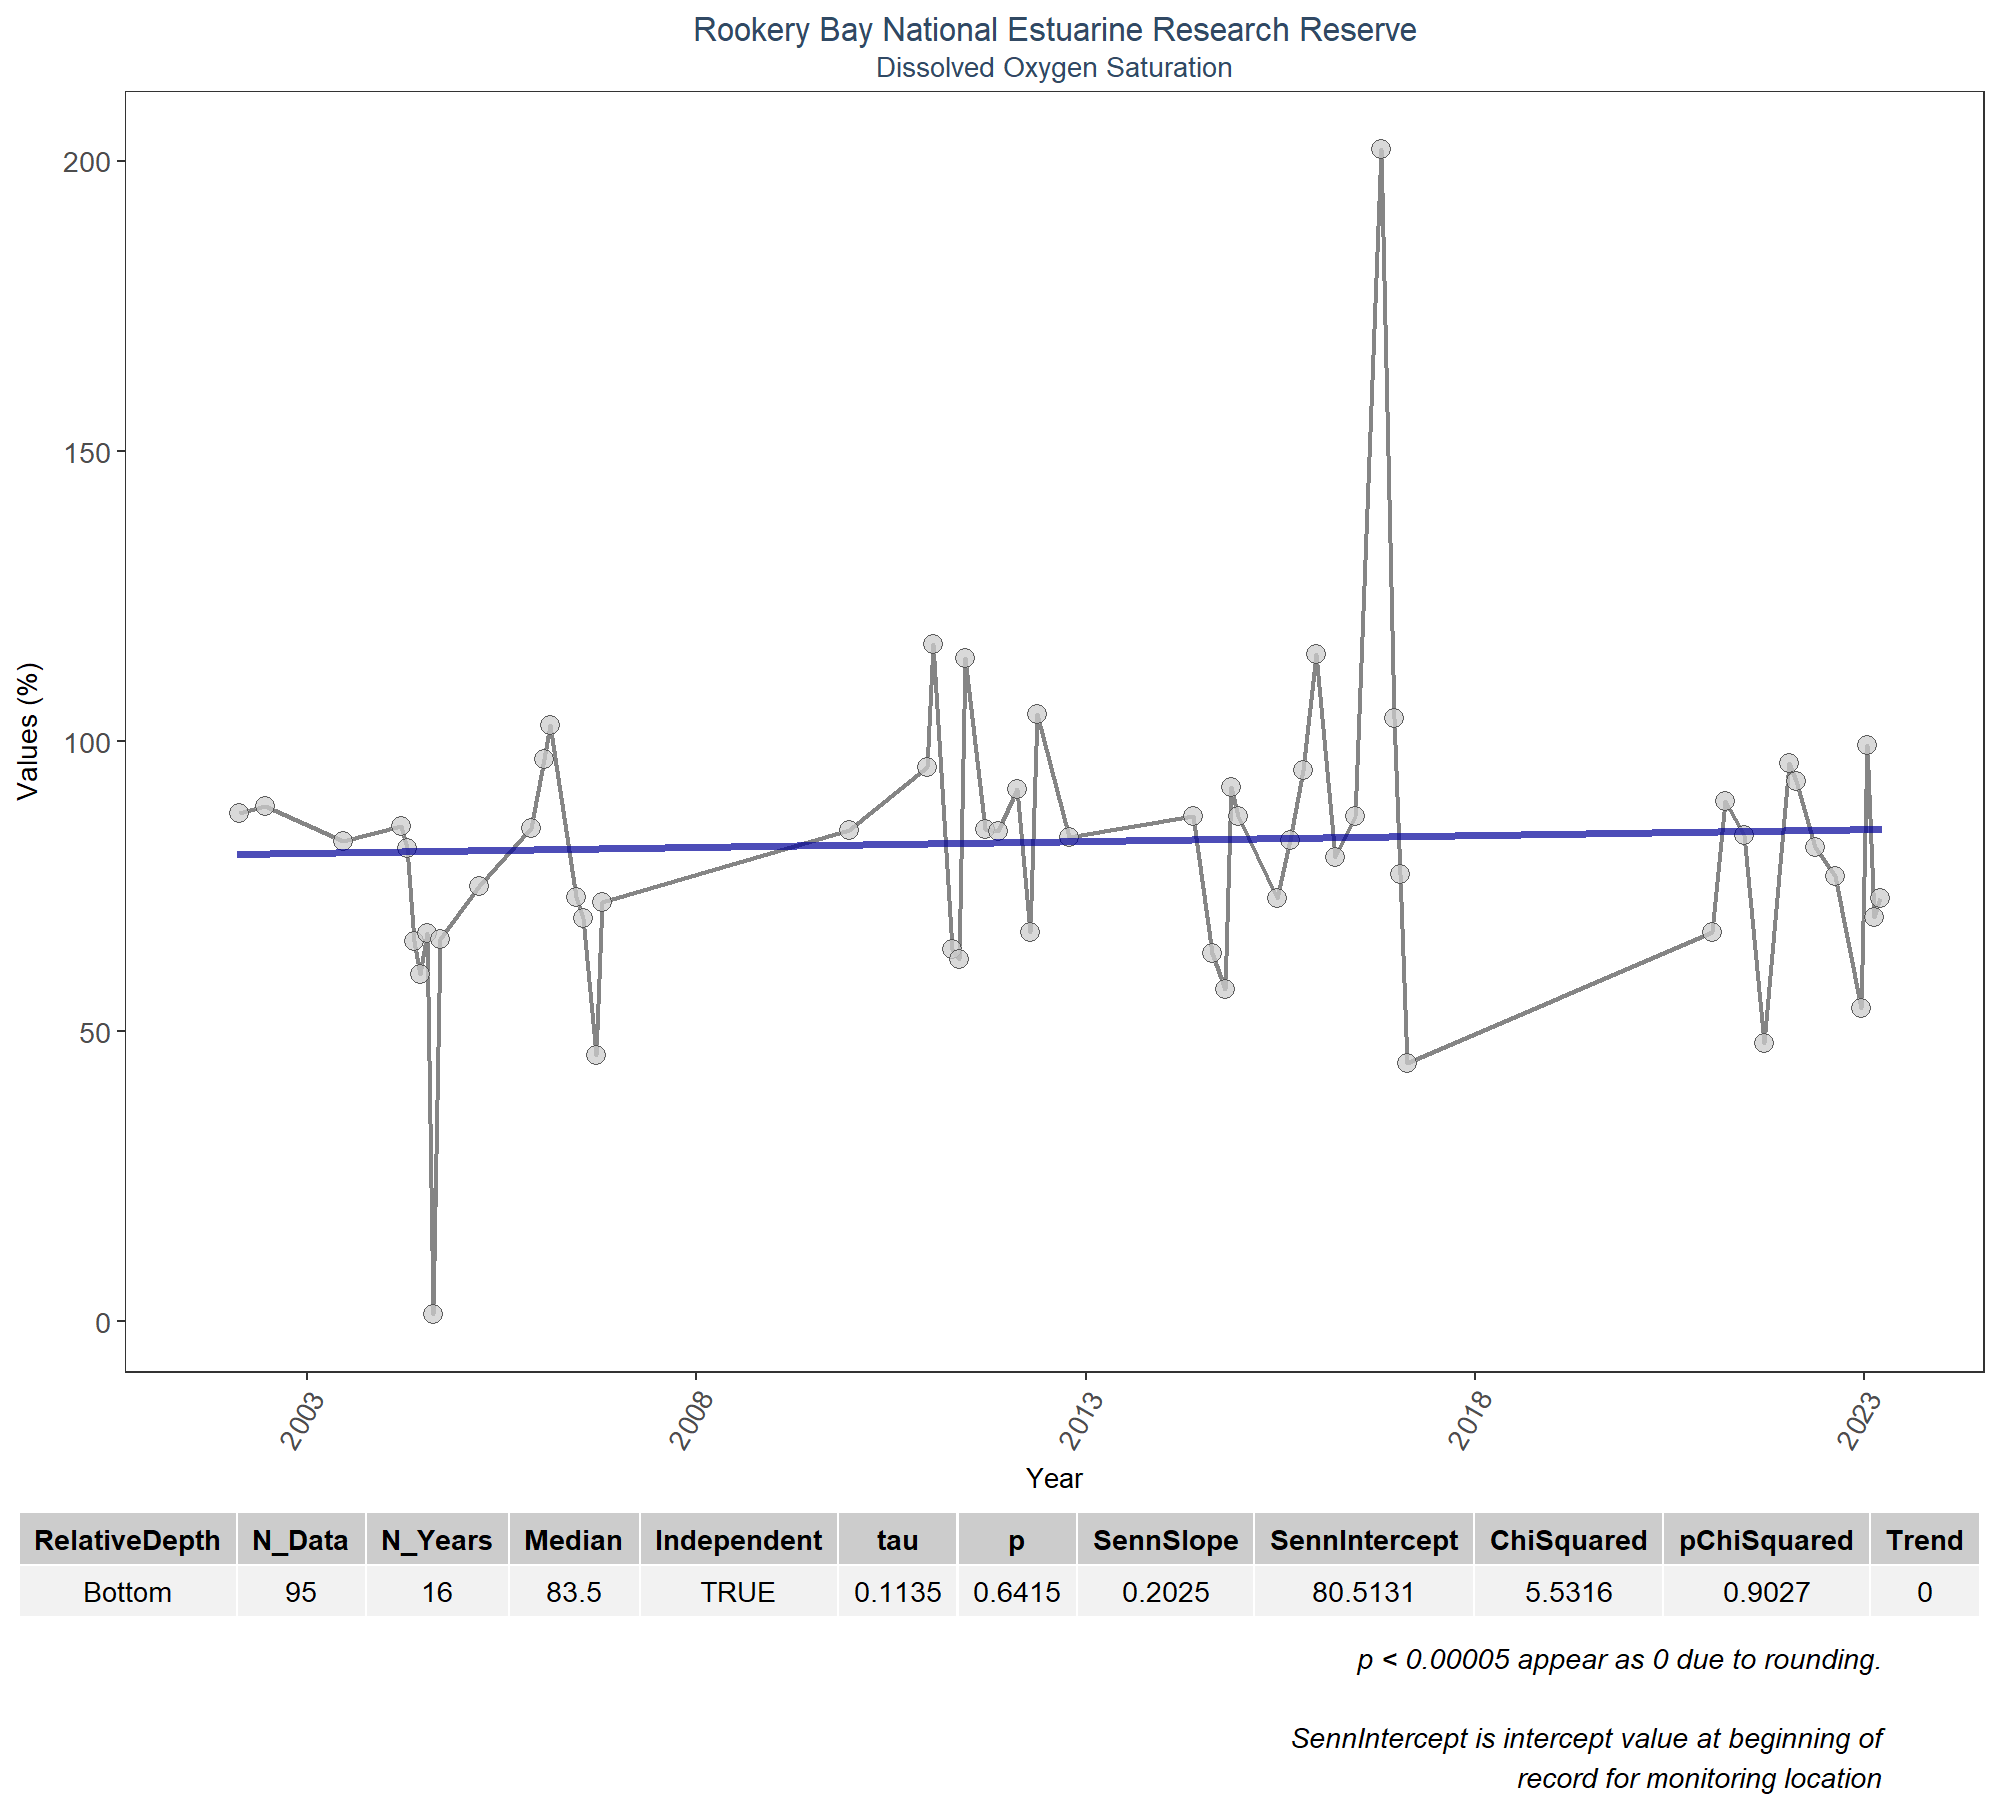 Rookery Bay National Estuarine Research Reserve
Dissolved Oxygen Saturation
Values (%)
200
150
100
50
0
2003 2008 2013 2018 2023
Year
RelativeDepth N_Data N_Years Median Independent tau p SennSlope SennIntercept ChiSquared pChiSquared Trend
Bottom 95 16 83.5 TRUE 0.1135 0.6415 0.2025 80.5131 5.5316 0.9027 0
p < 0.00005 appear as 0 due to rounding.
SennIntercept is intercept value at beginning of
record for monitoring location